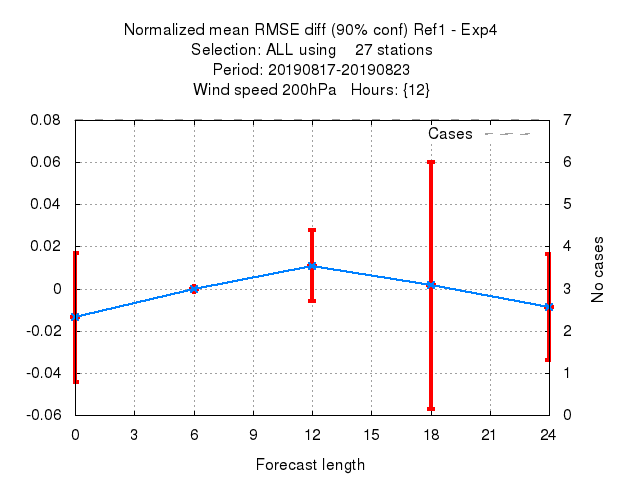 Normalized mean RMSE diff (90% conf) Ref1 - Exp4
Selection: ALL using 27 stations
Period: 20190817-20190823
Wind speed 200hPa Hours: {12}
Cases
0.08
0.06
0.04
0.02
0
-0.02
-0.04
-0.06
7
6
5
4
3
2
1
0
No cases
0 3 6 9 12 15 18 21 24
Forecast length